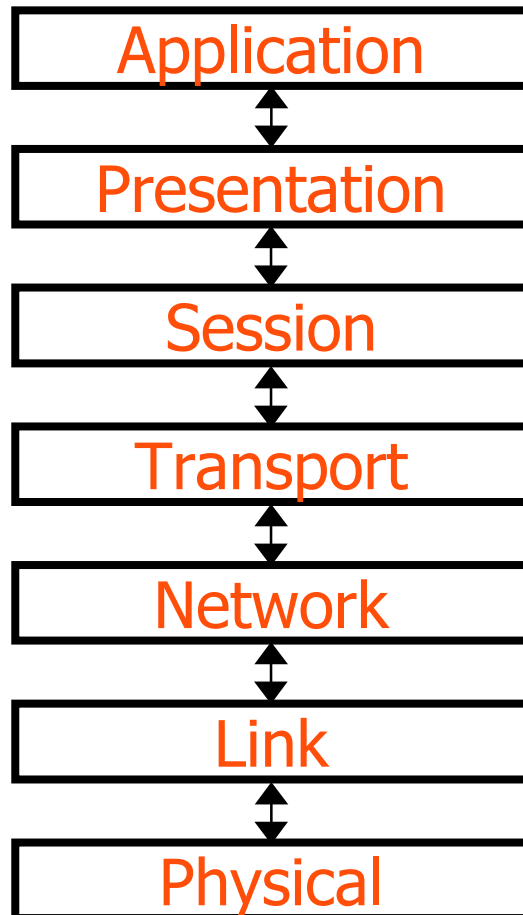 Application
Presentation
Session
Transport
Network
Link
Physical